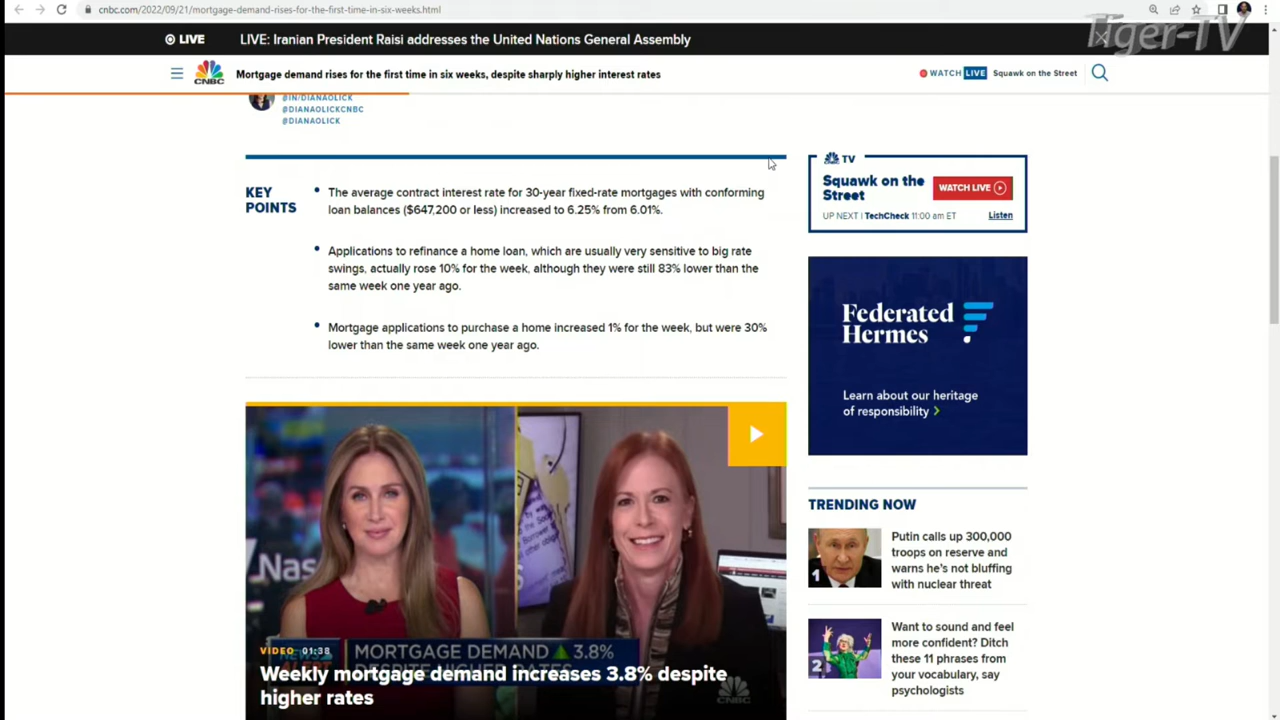 cnbc.com/2022/09/21/mortgage-demand-rises-for-the-first-time-in-six-weeks.html
Tiger-TV
LIVE
LIVE: Iranian President Raisi addresses the United Nations General Assembly
CNBC
Mortgage demand rises for the first time in six weeks, despite sharply higher interest rates
WATCH LIVE
Squawk on the Street
@IN/DIANAOLICK
@DIANAOLICKCNBC
@DIANAOLICK
KEY
POINTS
The average contract interest rate for 30-year fixed-rate mortgages with conforming
loan balances ($647,200 or less) increased to 6.25% from 6.01%.
Applications to refinance a home loan, which are usually very sensitive to big rate
swings, actually rose 10% for the week, although they were still 83% lower than the
same week one year ago.
Mortgage applications to purchase a home increased 1% for the week, but were 30%
lower than the same week one year ago.
TV
Squawk on the
Street
WATCH LIVE
UP NEXT | TechCheck 11:00 am ET
Listen
Federated
Hermes
Learn about our heritage
of responsibility
Nas
MORTGAGE DEMAND 3.8%
DESPITE HIGHER RATES
VIDEO 01:38
Weekly mortgage demand increases 3.8% despite
higher rates
CNBC
TRENDING NOW
1
Putin calls up 300,000
troops on reserve and
warns he's not bluffing
with nuclear threat
2
Want to sound and feel
more confident? Ditch
these 11 phrases from
your vocabulary, say
psychologists